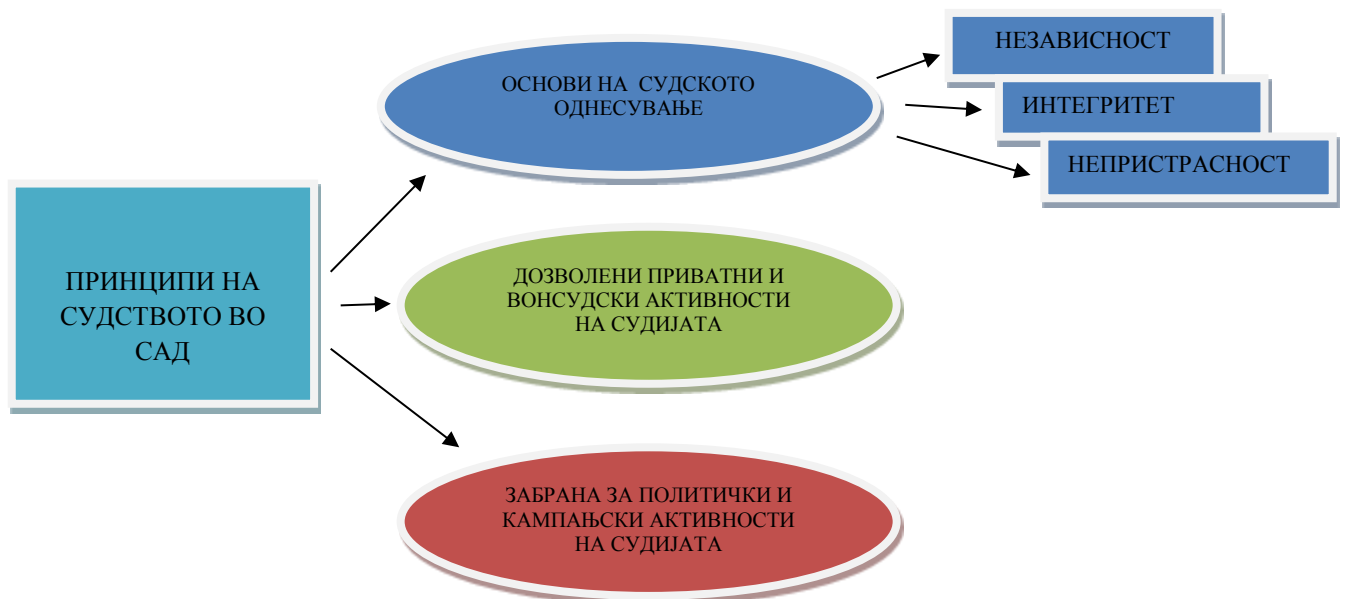 ПРИНЦИПИ НА
СУДСТВОТО ВО
САД
ОСНОВИ НА СУДСКОТО
ОДНЕСУВАЊЕ
НЕЗАВИСНОСТ
ИНТЕГРИТЕТ
НЕПРИСТРАСНОСТ
ДОЗВОЛЕНИ ПРИВАТНИ И
ВОНСУДСКИ АКТИВНОСТИ
НА СУДИЈАТА
ЗАБРАНА ЗА ПОЛИТИЧКИ И
КАМПАЊСКИ АКТИВНОСТИ
НА СУДИЈАТА